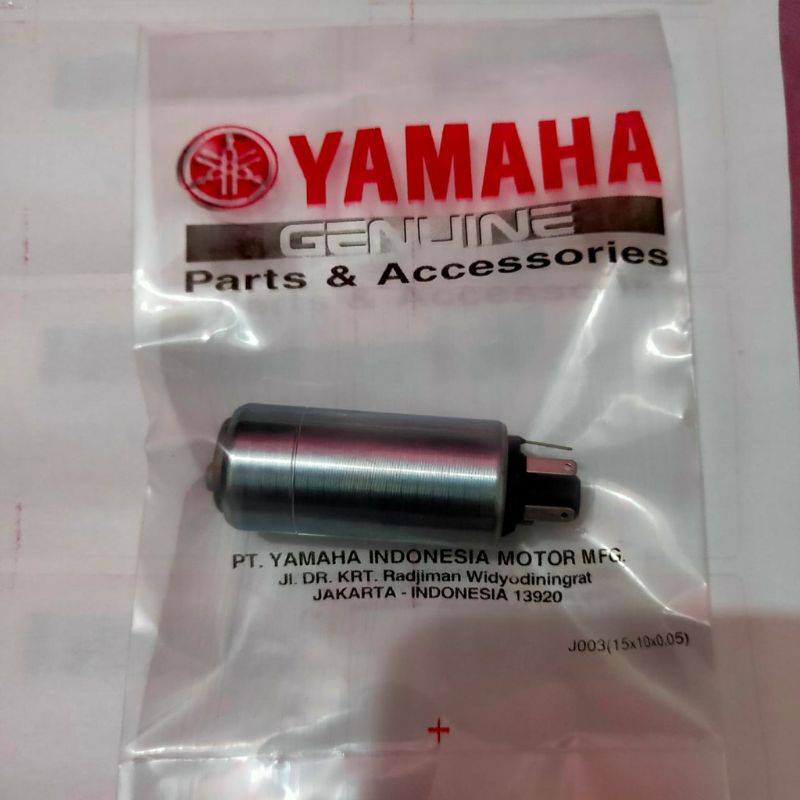 YAMAHA
GENUINE
Parts & Accessories
PT. YAMAHA INDONESIA MOTOR MFG.
Jl. DR. KRT. Radjiman Widyodiningrat
JAKARTA - INDONESIA 13920
J003(15x10x0.05)